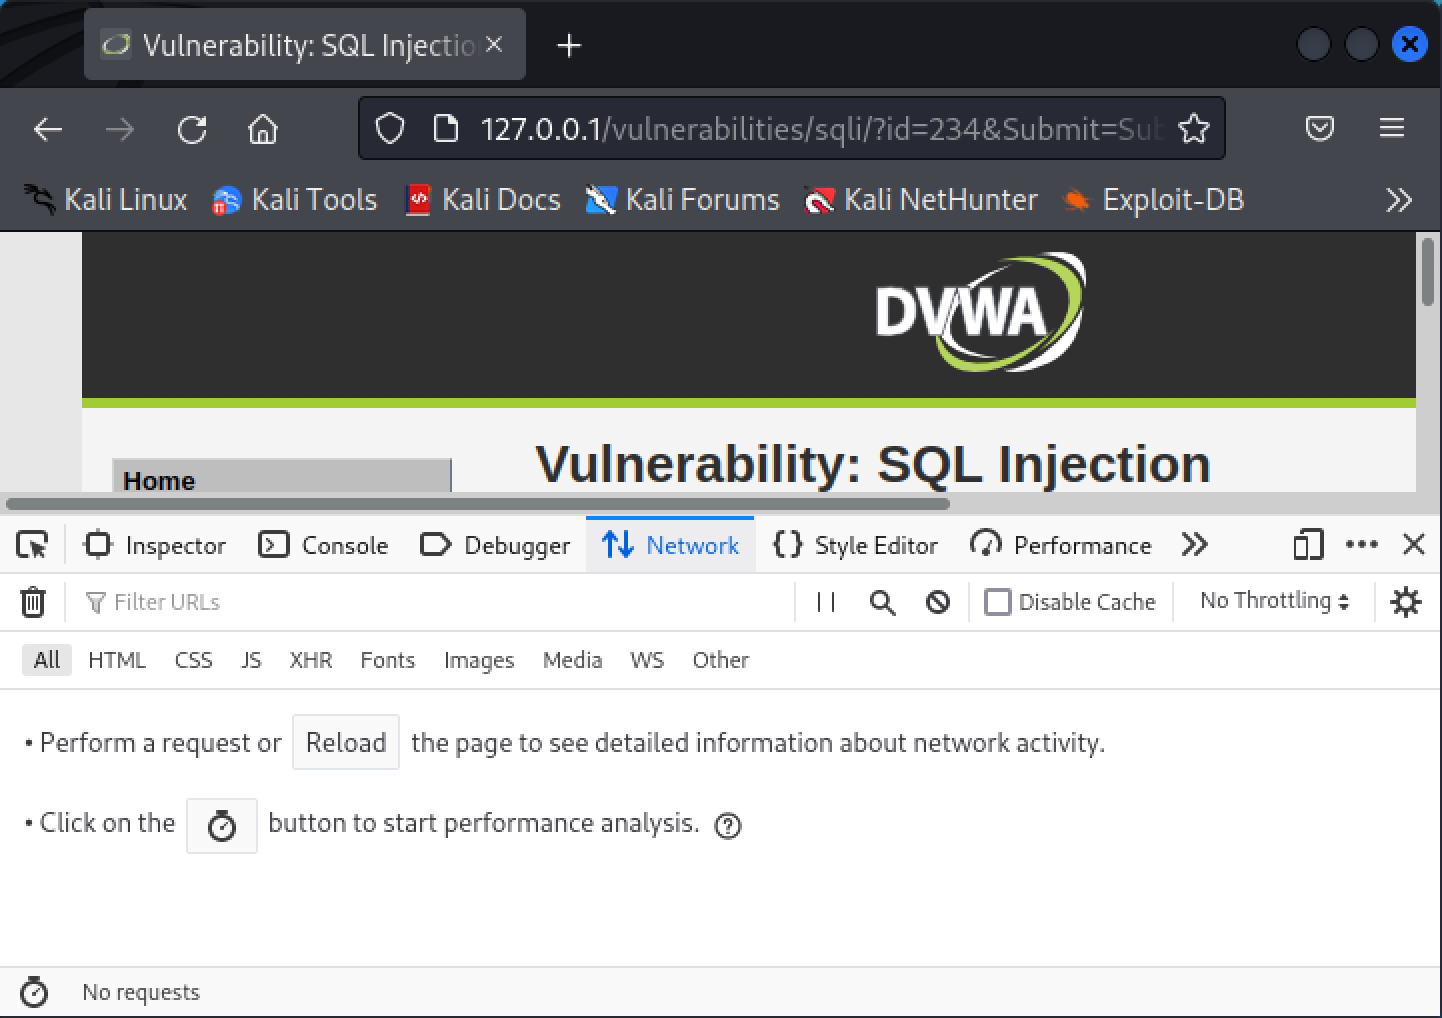 Vulnerability: SQL Injectio
127.0.0.1/vulnerabilities/sqli/?id=234&Submit=Sub
Kali Linux Kali Tools Kali Docs Kali Forums Kali NetHunter Exploit-DB
DVWA
Vulnerability: SQL Injection
Home
Inspector Console Debugger Network Style Editor Performance
Filter URLs Disable Cache No Throttling
All HTML CSS JS XHR Fonts Images Media WS Other
• Perform a request or Reload the page to see detailed information about network activity.
• Click on the button to start performance analysis.
No requests